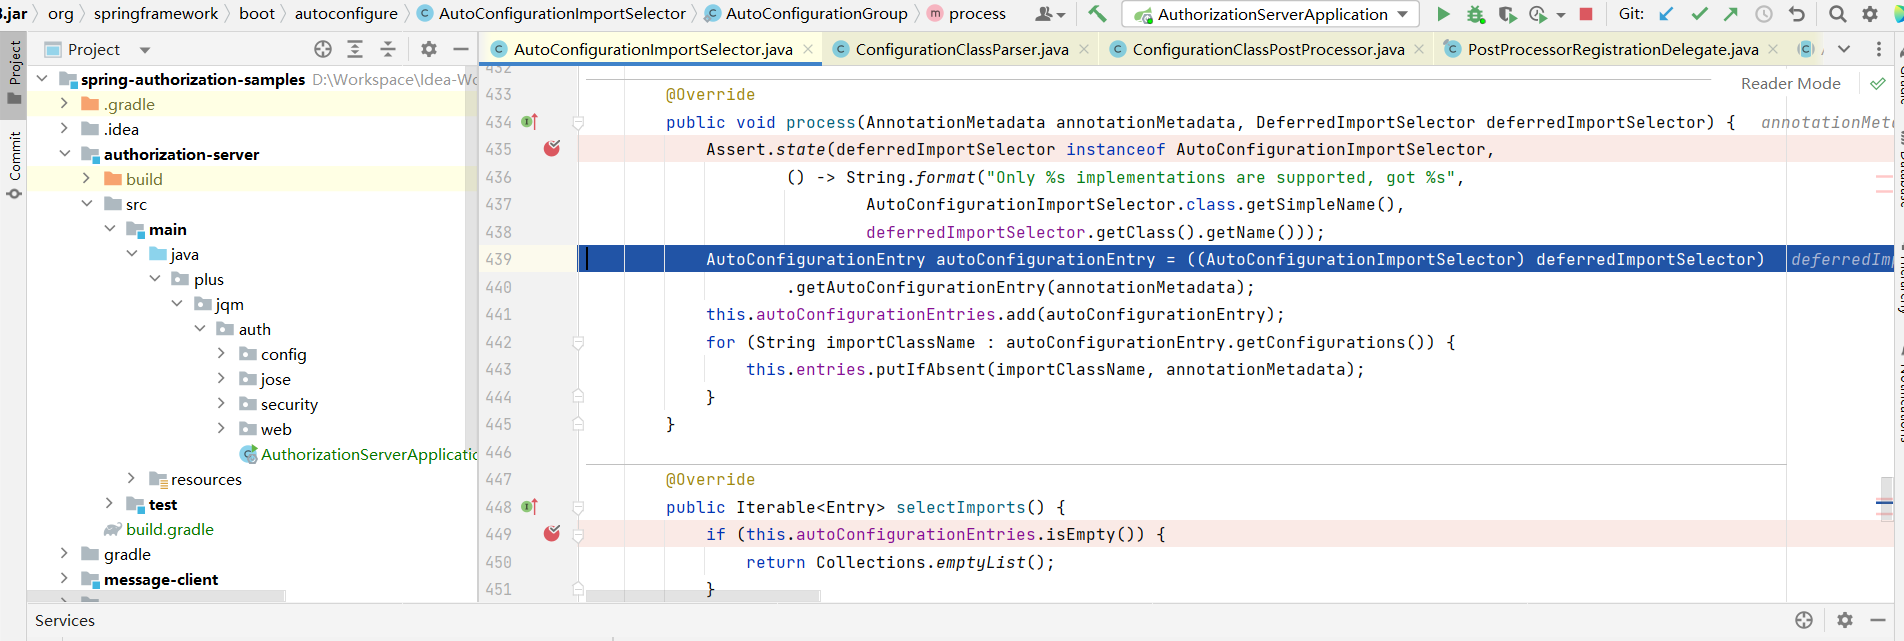 3.jar org springframework boot autoconfigure AutoConfigurationImportSelector AutoConfigurationGroup process AuthorizationServerApplication Git:
Project AutoConfigurationImportSelector.java ConfigurationClassParser.java ConfigurationClassPostProcessor.java PostProcessorRegistrationDelegate.java
Project
Commit
spring-authorization-samples D:\Workspace\Idea-Wo
.gradle
.idea
authorization-server
build
src
main
java
plus
jqm
auth
config
jose
security
web
AuthorizationServerApplicatio
resources
test
build.gradle
gradle
message-client
Reader Mode
432
433 @Override
434 public void process(AnnotationMetadata annotationMetadata, DeferredImportSelector deferredImportSelector) { annotationMeta
435 Assert.state(deferredImportSelector instanceof AutoConfigurationImportSelector,
436 () -> String.format("Only %s implementations are supported, got %s",
437 AutoConfigurationImportSelector.class.getSimpleName(),
438 deferredImportSelector.getClass().getName()));
439 AutoConfigurationEntry autoConfigurationEntry = ((AutoConfigurationImportSelector) deferredImportSelector) deferredImp
440 .getAutoConfigurationEntry(annotationMetadata);
441 this.autoConfigurationEntries.add(autoConfigurationEntry);
442 for (String importClassName : autoConfigurationEntry.getConfigurations()) {
443 this.entries.putIfAbsent(importClassName, annotationMetadata);
444 }
445 }
446
447 @Override
448 public Iterable<Entry> selectImports() {
449 if (this.autoConfigurationEntries.isEmpty()) {
450 return Collections.emptyList();
451 }
Services